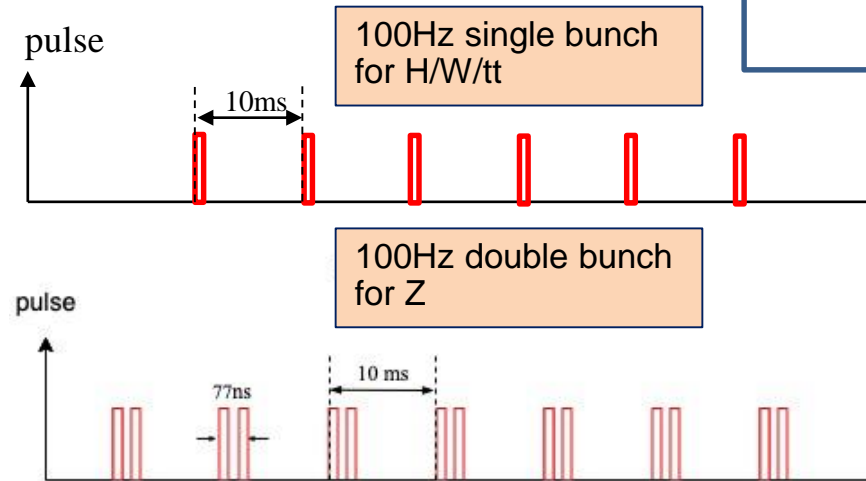 pulse
100Hz single bunch
for H/W/tt
10ms
100Hz double bunch
for Z
pulse
77ns
10 ms